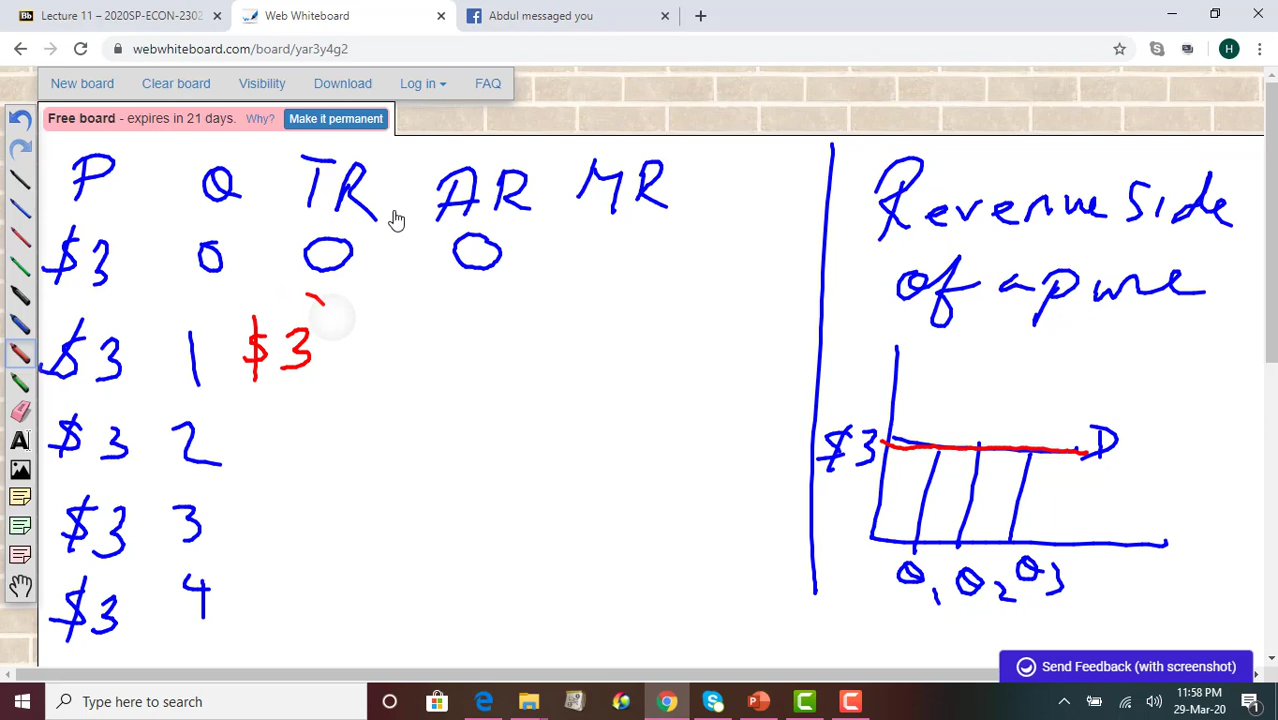 Lecture 11 – 2020SP-ECON-2302
Web Whiteboard
Abdul messaged you
webwhiteboard.com/board/yar3y4g2
H
New board
Clear board
Visibility
Download
Log in
FAQ
Free board - expires in 21 days.
Why?
Make it permanent
P Q TR AR MR
$3 0 0 0
$3 1 $3
$3 2
$3 3
$3 4
Revenue Side
of a pure
$3
D
Q1 Q2 Q3
A
Send Feedback (with screenshot)
Type here to search
11:58 PM
29-Mar-20
1